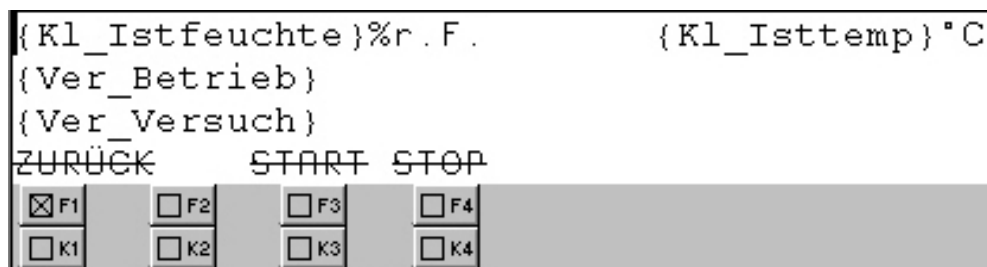 {Kl_Istfeuchte}%r.F. {Kl_Isttemp}°C
{Ver_Betrieb}
{Ver_Versuch}
ZURÜCK START STOP
F1 F2 F3 F4
K1 K2 K3 K4